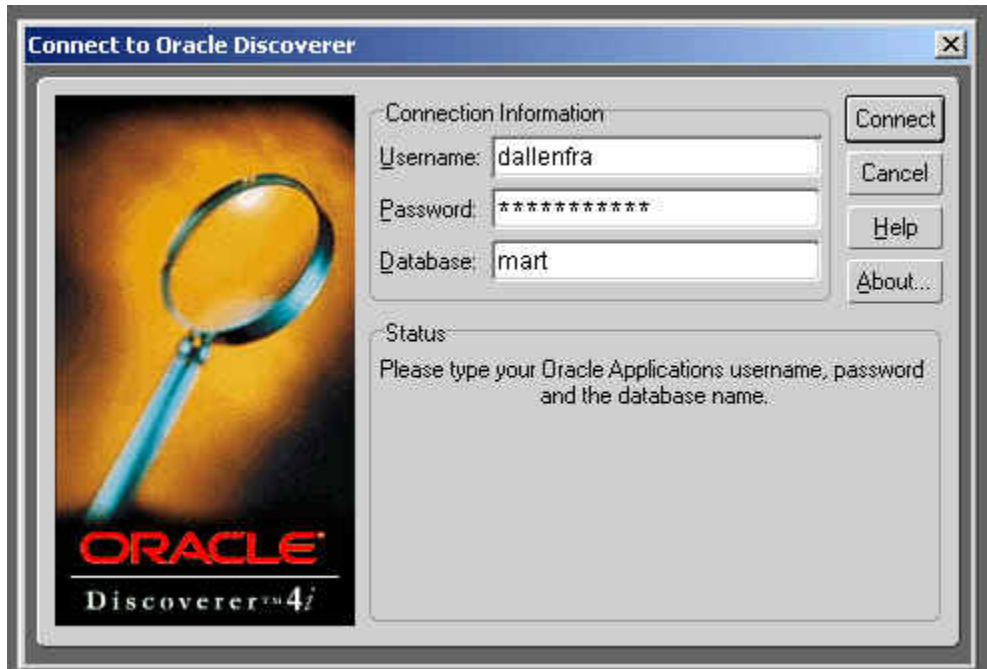 Connect to Oracle Discoverer
Connection Information
Username: dallenfra
Password: ***********
Database: mart
Connect
Cancel
Help
About...
Status
Please type your Oracle Applications username, password
and the database name.
ORACLE
Discoverer™ 4i